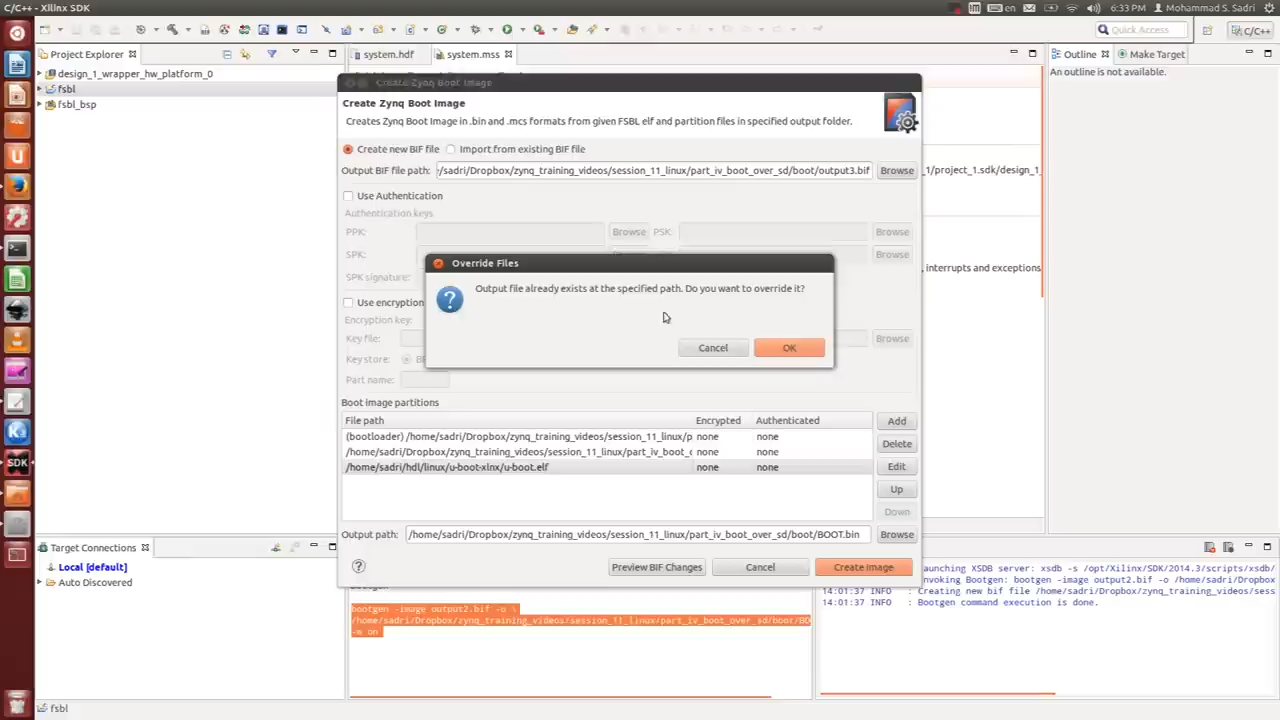 C/C++ - Xilinx SDK
en
6:33 PM
Mohammad S. Sadri
Quick Access
C/C++
Project Explorer
system.hdf
system.mss
Outline
Make Target
design_1_wrapper_hw_platform_0
An outline is not available.
fsbl
fsbl_bsp
Create Zynq Boot Image
Create Zynq Boot Image
Creates Zynq Boot Image in .bin and .mcs formats from given FSBL elf and partition files in specified output folder.
Create new BIF file
Import from existing BIF file
Output BIF file path:
/sadri/Dropbox/zynq_training_videos/session_11_linux/part_iv_boot_over_sd/boot/output3.bif
Browse
_1/project_1.sdk/design_1_
Use Authentication
Authentication keys
PPK:
Browse
PSK:
Browse
SPK:
Browse
SPK signature:
Override Files
Output file already exists at the specified path. Do you want to override it?
Cancel
OK
, interrupts and exceptions
Use encryption
Encryption key:
Key file:
Browse
Key store:
Part name:
Boot image partitions
File path
Encrypted
Authenticated
(bootloader) /home/sadri/Dropbox/zynq_training_videos/session_11_linux/p
none
none
/home/sadri/Dropbox/zynq_training_videos/session_11_linux/part_iv_boot_
none
none
/home/sadri/hdl/linux/u-boot-xlnx/u-boot.elf
none
none
Add
Delete
Edit
Up
Down
Output path:
/home/sadri/Dropbox/zynq_training_videos/session_11_linux/part_iv_boot_over_sd/boot/BOOT.bin
Browse
Preview BIF Changes
Cancel
Create Image
Target Connections
Local [default]
Auto Discovered
bootgen -image output2.bif -o \
/home/sadri/Dropbox/zynq_training_videos/session_11_linux/part_iv_boot_over_sd/boot/BO
-w on
aunching XSDB server: xsdb -s /opt/Xilinx/SDK/2014.3/scripts/xsdb/
nvoking Bootgen: bootgen -image output2.bif -o /home/sadri/Dropbox
14:01:37 INFO : Creating new bif file /home/sadri/Dropbox/zynq_training_videos/sess
14:01:37 INFO : Bootgen command execution is done.
SDK
fsbl